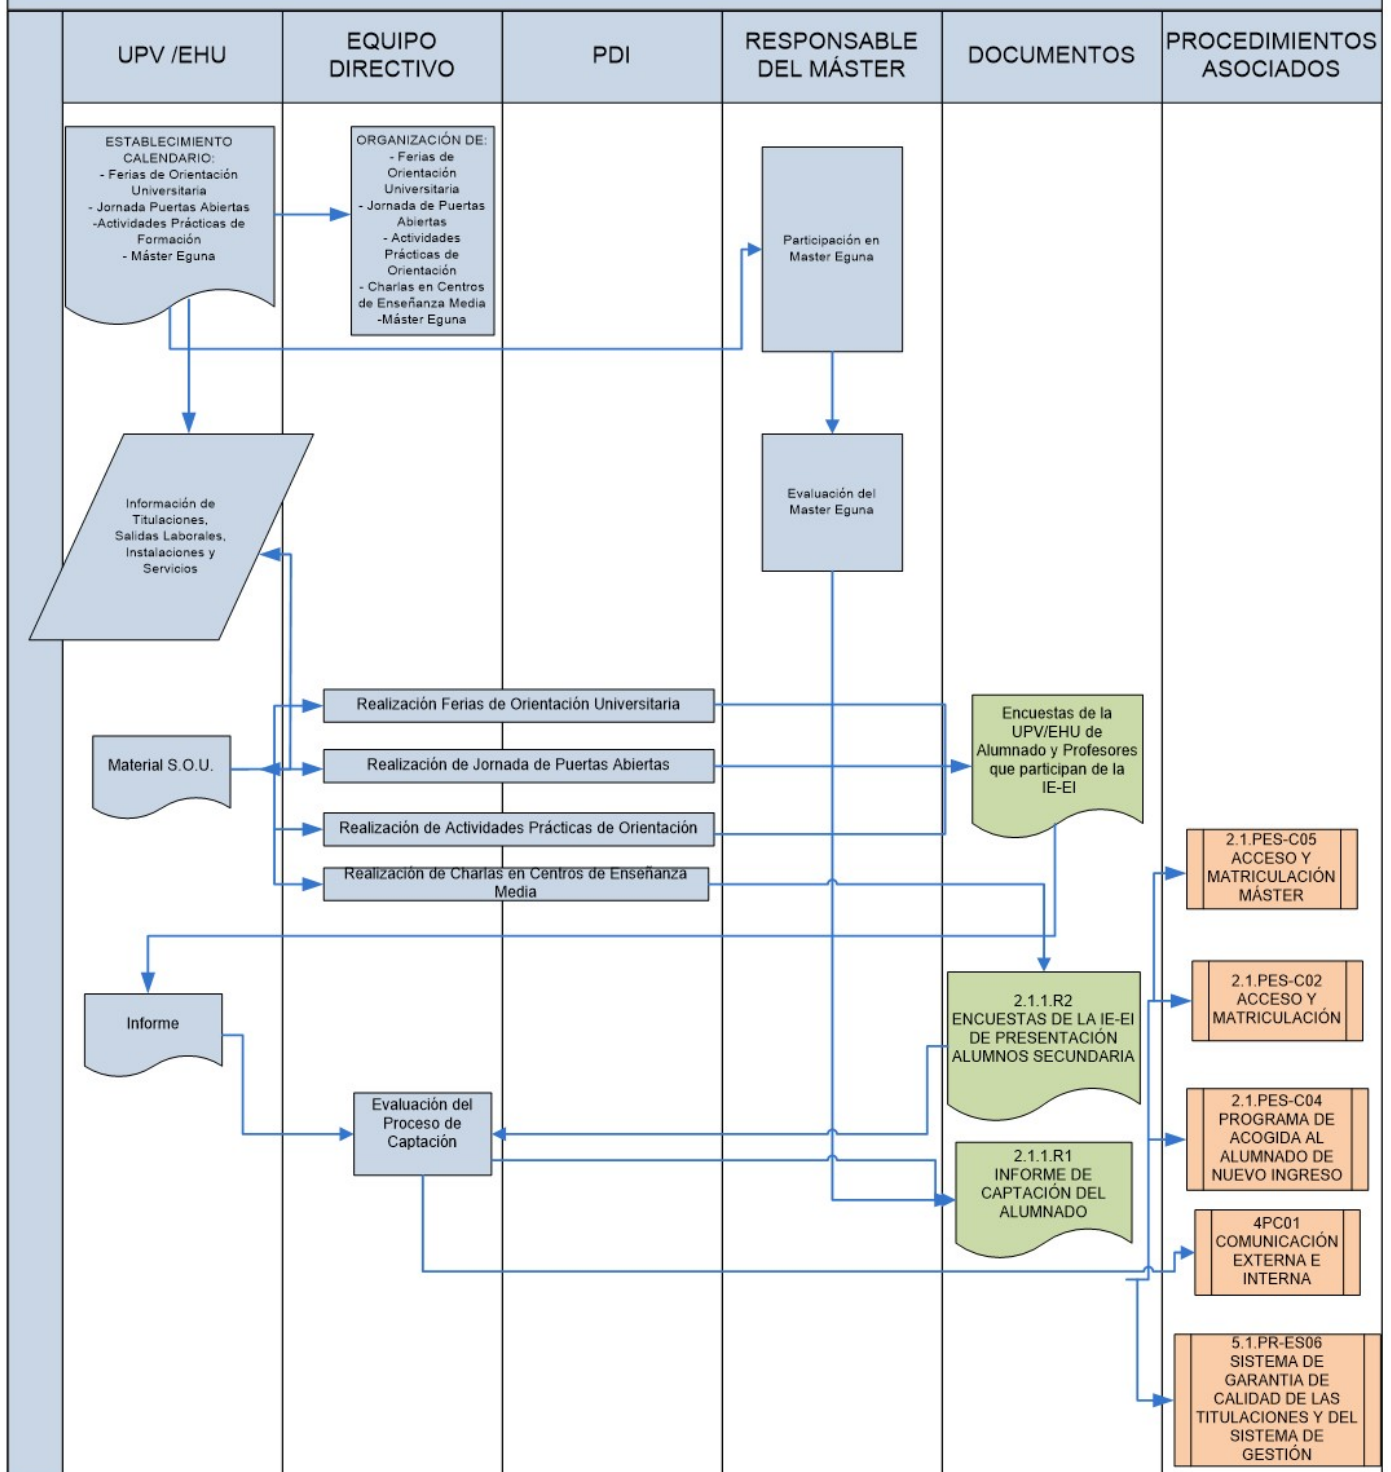 UPV /EHU
EQUIPO
DIRECTIVO
PDI
RESPONSABLE
DEL MÁSTER
DOCUMENTOS
PROCEDIMIENTOS
ASOCIADOS
ESTABLECIMIENTO
CALENDARIO:
- Ferias de Orientación
Universitaria
- Jornada Puertas Abiertas
-Actividades Prácticas de
Formación
- Máster Eguna
ORGANIZACIÓN DE:
- Ferias de
Orientación
Universitaria
- Jornada de Puertas
Abiertas
- Actividades
Prácticas de
Orientación
- Charlas en Centros
de Enseñanza Media
-Máster Eguna
Participación en
Master Eguna
Información de
Titulaciones,
Salidas Laborales,
Instalaciones y
Servicios
Evaluación del
Master Eguna
Realización Ferias de Orientación Universitaria
Material S.O.U.
Realización de Jornada de Puertas Abiertas
Realización de Actividades Prácticas de Orientación
Realización de Charlas en Centros de Enseñanza
Media
Encuestas de la
UPV/EHU de
Alumnado y Profesores
que participan de la
IE-EI
2.1.PES-C05
ACCESO Y
MATRICULACIÓN
MÁSTER
Informe
2.1.1.R2
ENCUESTAS DE LA IE-EI
DE PRESENTACIÓN
ALUMNOS SECUNDARIA
2.1.PES-C02
ACCESO Y
MATRICULACIÓN
Evaluación del
Proceso de
Captación
2.1.1.R1
INFORME DE
CAPTACIÓN DEL
ALUMNADO
2.1.PES-C04
PROGRAMA DE
ACOGIDA AL
ALUMNADO DE
NUEVO INGRESO
4PC01
COMUNICACIÓN
EXTERNA E
INTERNA
5.1.PR-ES06
SISTEMA DE
GARANTIA DE
CALIDAD DE LAS
TITULACIONES Y DEL
SISTEMA DE
GESTIÓN